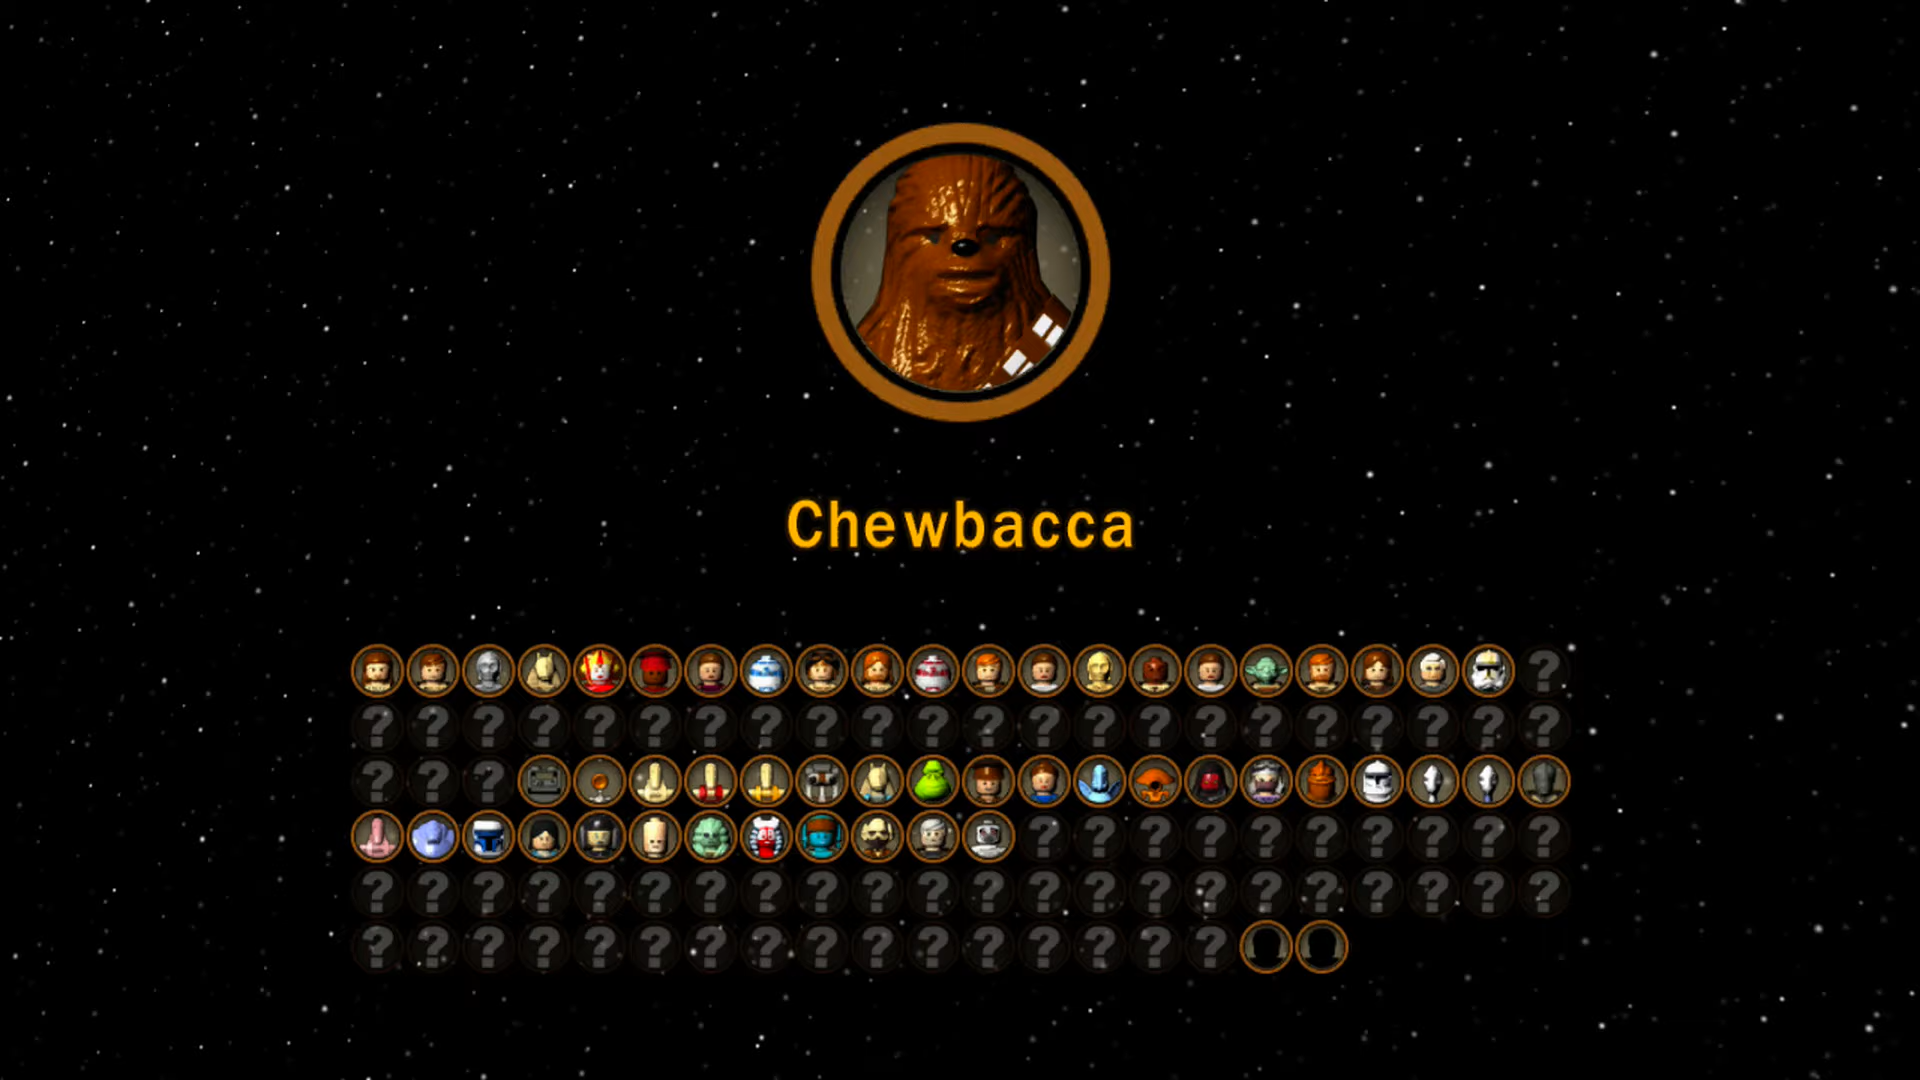 Chewbacca
?
? ? ? ? ? ? ? ? ? ? ? ? ? ? ? ? ? ? ? ? ? ?
? ? ?
? ? ? ? ? ? ? ? ? ?
? ? ? ? ? ? ? ? ? ? ? ? ? ? ? ? ? ? ? ? ? ?
? ? ? ? ? ? ? ? ? ? ? ? ? ? ? ?